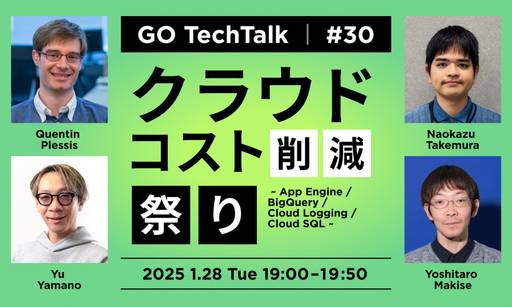 GO TechTalk | #30
クラウド
コスト削減
祭り
~ App Engine /
BigQuery /
Cloud Logging /
Cloud SQL ~
2025 1.28 Tue 19:00–19:50
Quentin
Plessis
Naokazu
Takemura
Yu
Yamano
Yoshitaro
Makise